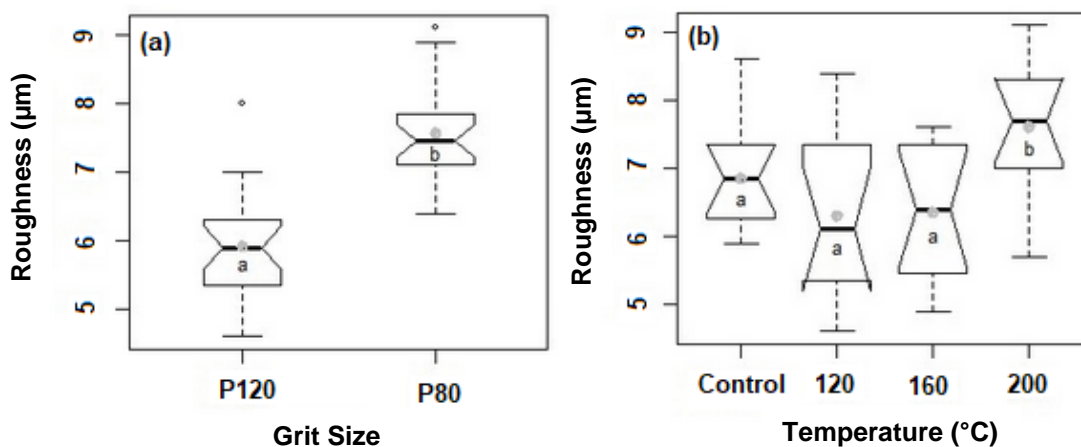 (a)
Roughness (µm)
9
8
7
6
5
a
b
P120 P80
Grit Size
(b)
Roughness (µm)
9
8
7
6
5
a
a
a
b
Control 120 160 200
Temperature (°C)